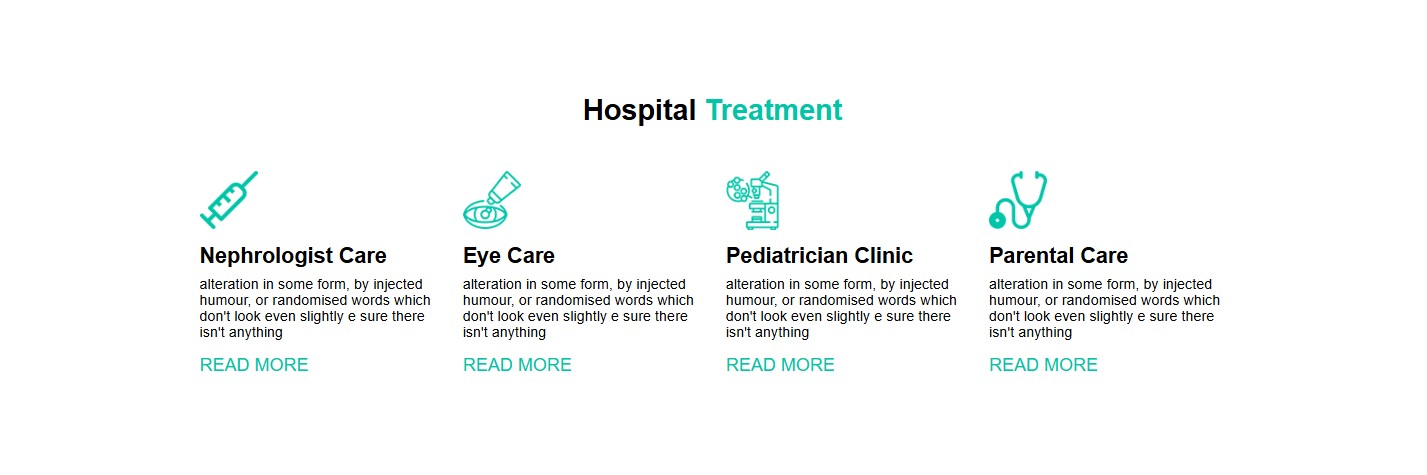 Hospital Treatment
Nephrologist Care
alteration in some form, by injected
humour, or randomised words which
don't look even slightly e sure there
isn't anything
READ MORE
Eye Care
alteration in some form, by injected
humour, or randomised words which
don't look even slightly e sure there
isn't anything
READ MORE
Pediatrician Clinic
alteration in some form, by injected
humour, or randomised words which
don't look even slightly e sure there
isn't anything
READ MORE
Parental Care
alteration in some form, by injected
humour, or randomised words which
don't look even slightly e sure there
isn't anything
READ MORE